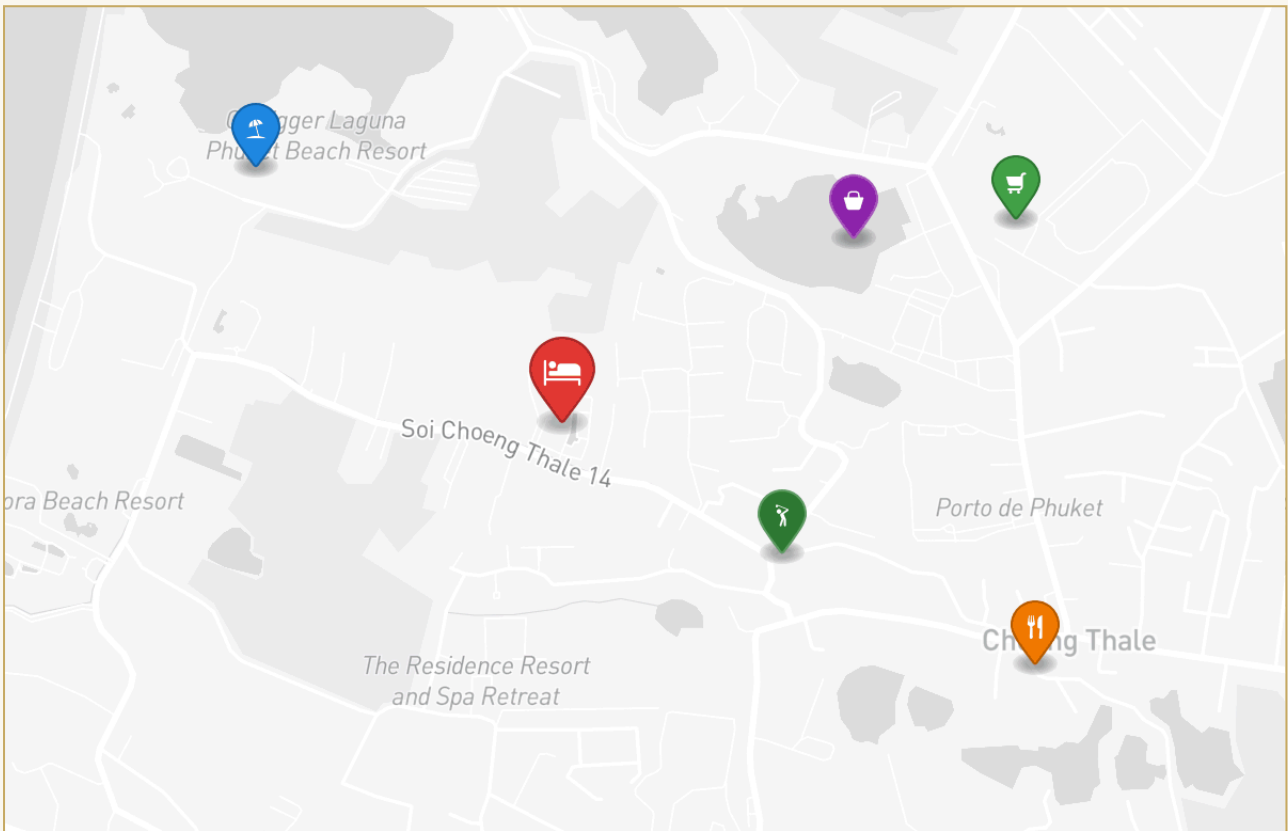 Laguna
Beach Resort
Soi Choeng Thale 14
ora Beach Resort
Porto de Phuket
Thale
The Residence Resort
and Spa Retreat